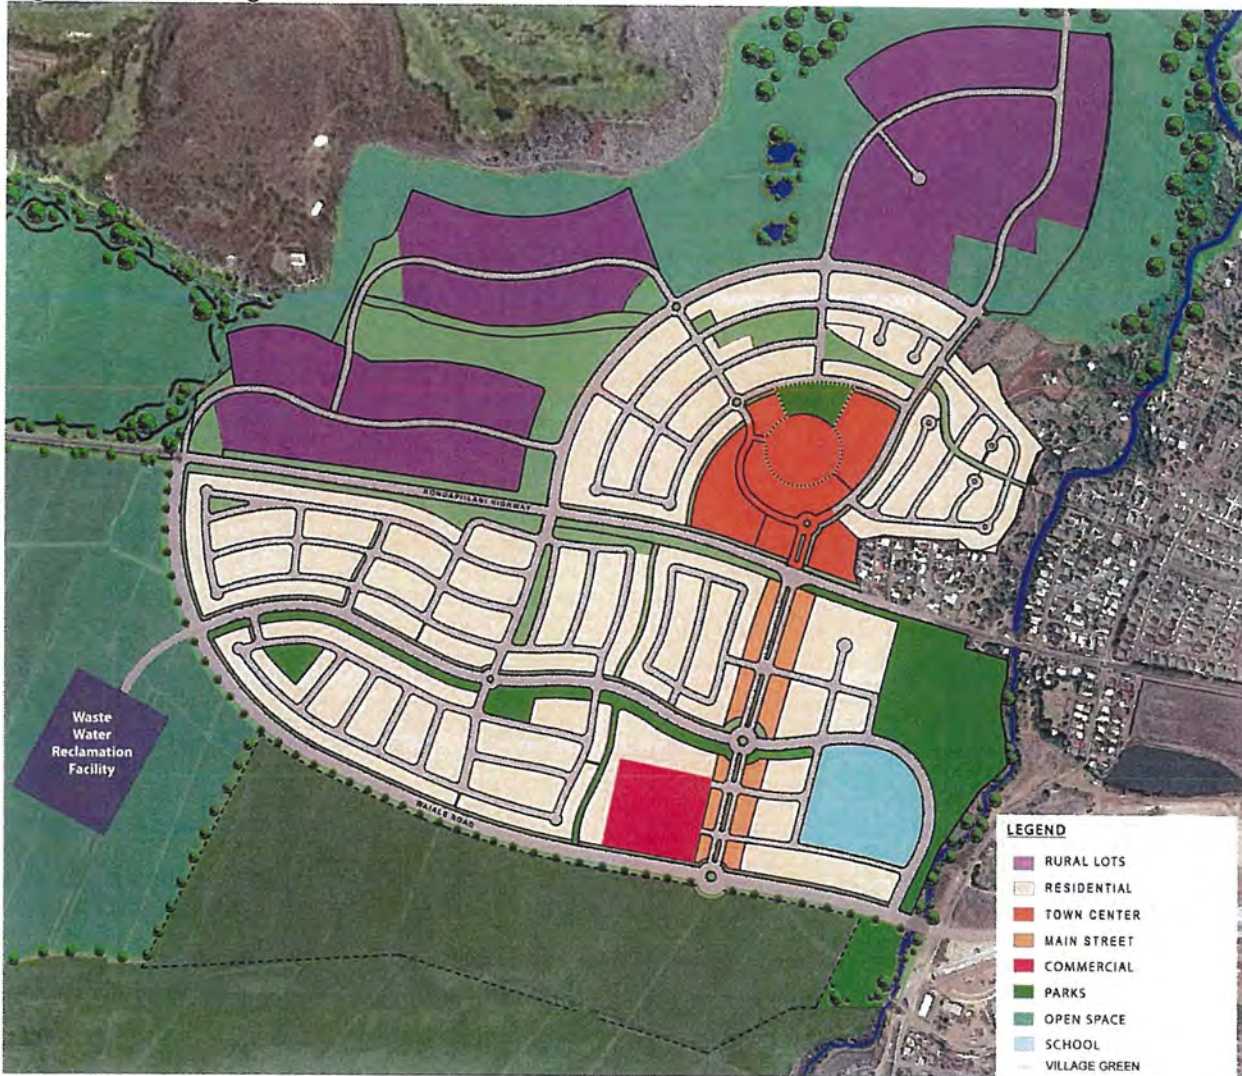 HONOAPIILANI HIGHWAY
Waste
Water
Reclamation
Facility
WAIALE ROAD
LEGEND
RURAL LOTS
RESIDENTIAL
TOWN CENTER
MAIN STREET
COMMERCIAL
PARKS
OPEN SPACE
SCHOOL
VILLAGE GREEN